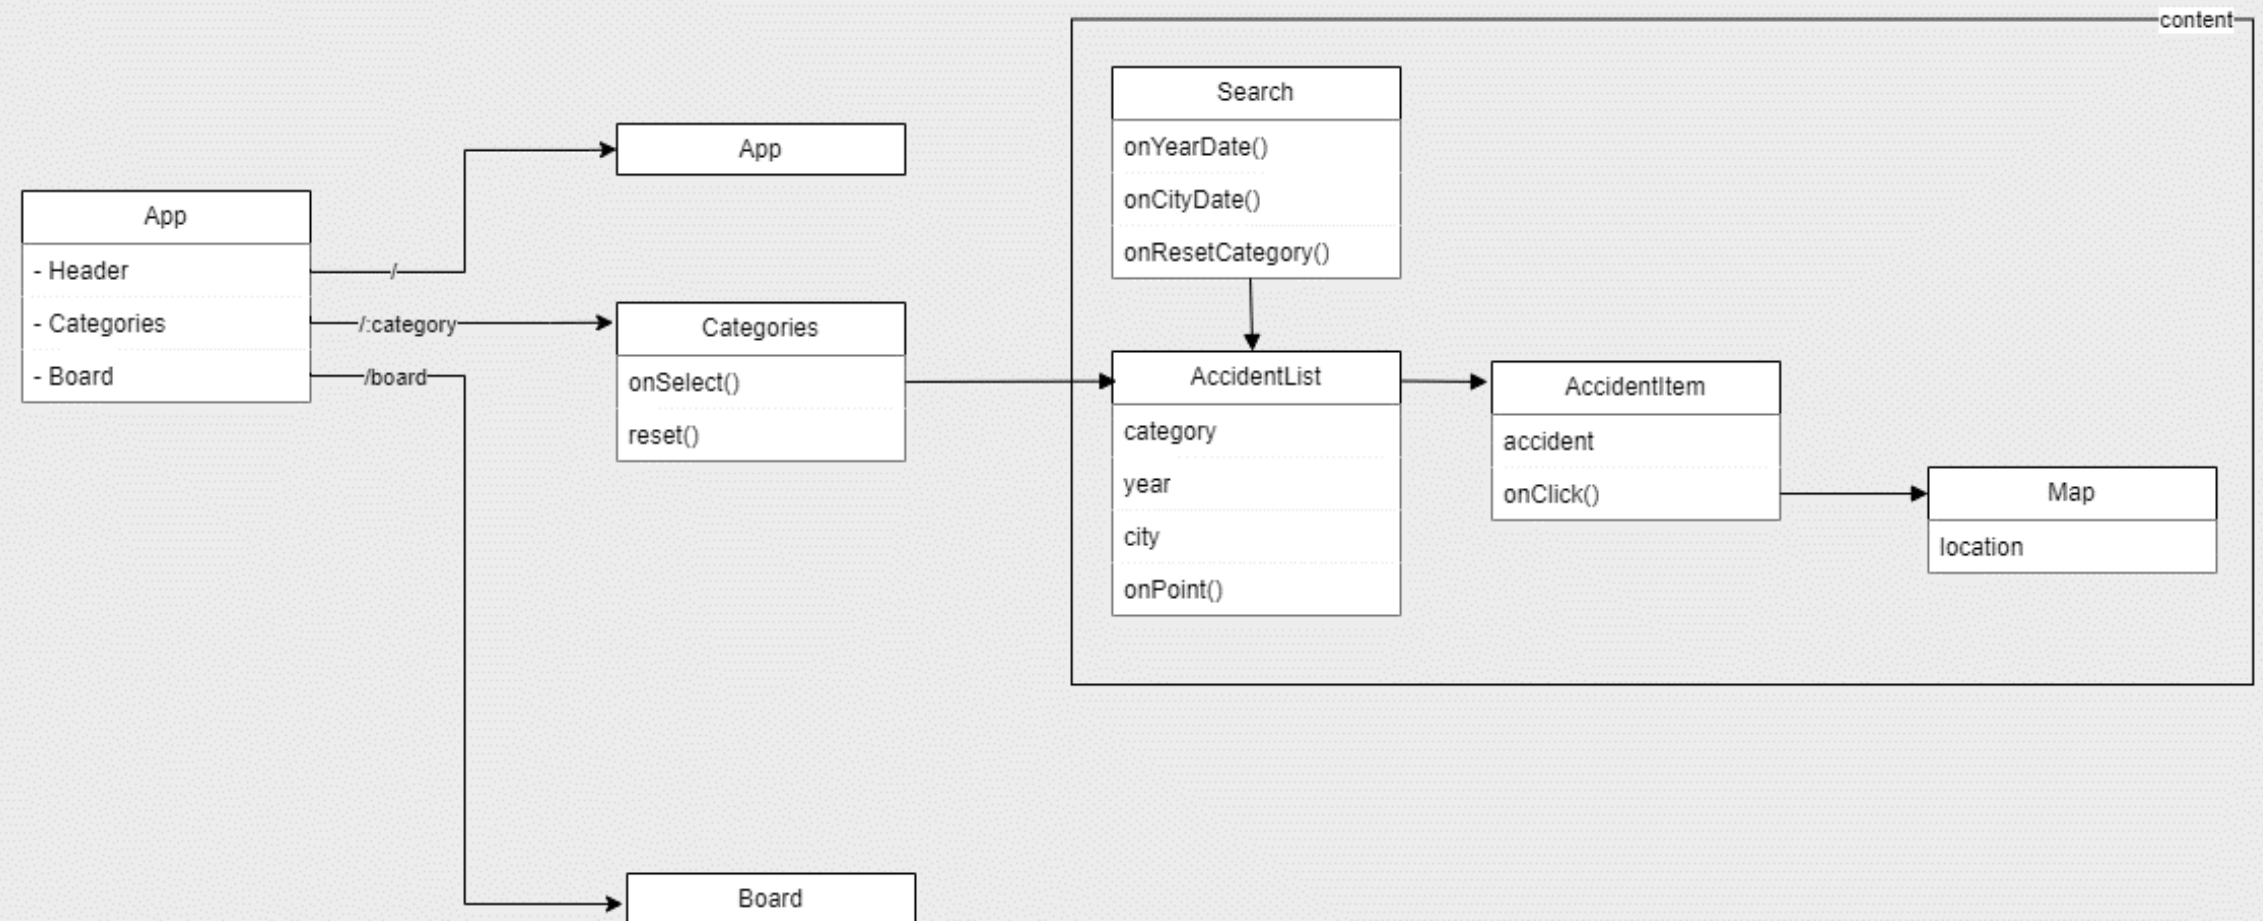 content
Search
onYearDate()
onCityDate()
onResetCategory()
App
App
- Header
- Categories
- Board
/
/:category
/board
Categories
onSelect()
reset()
AccidentList
category
year
city
onPoint()
AccidentItem
accident
onClick()
Map
location
Board